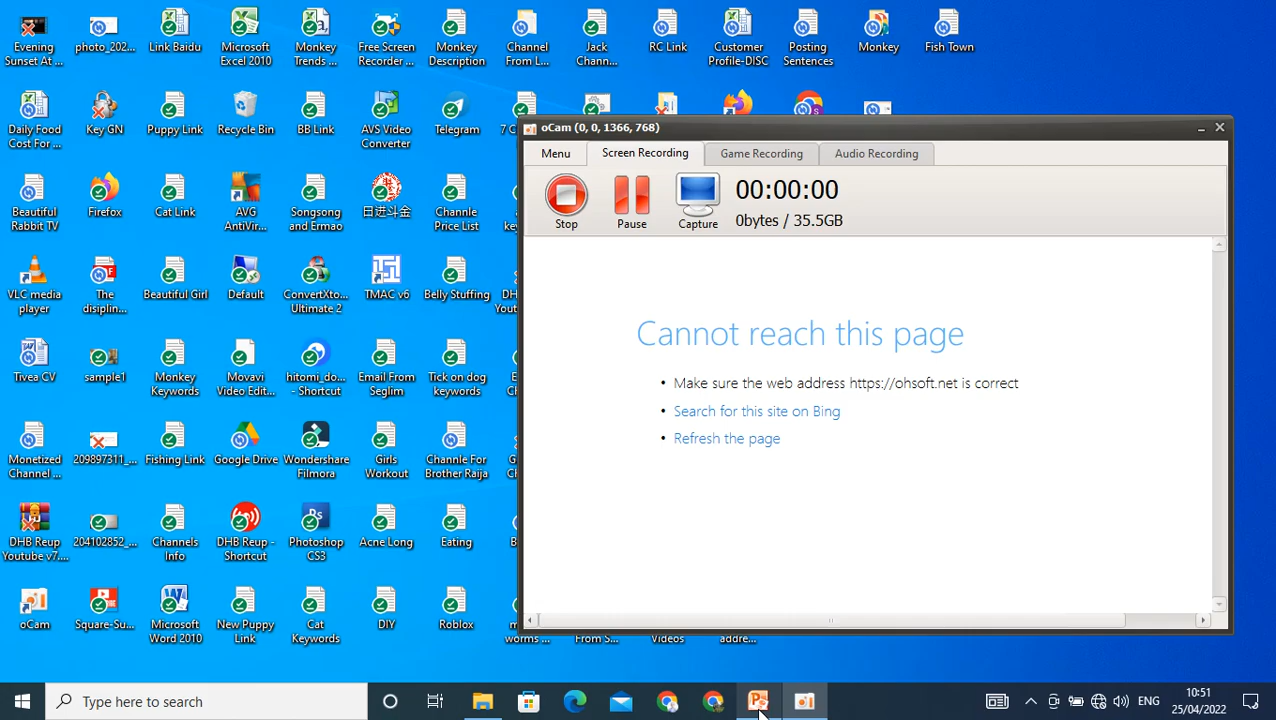 Evening
Sunset At ...
photo_202...
Link Baidu
Microsoft
Excel 2010
Monkey
Trends ...
Free Screen
Recorder ...
Monkey
Description
Channel
From L...
Jack
Chann...
RC Link
Customer
Profile-DISC
Posting
Sentences
Monkey
Fish Town
Daily Food
Cost For ...
Key GN
Puppy Link
Recycle Bin
BB Link
AVS Video
Converter
Telegram
oCam (0, 0, 1366, 768)
Menu
Screen Recording
Game Recording
Audio Recording
Stop
Pause
Capture
00:00:00
0bytes / 35.5GB
Beautiful
Rabbit TV
Firefox
Cat Link
AVG
AntiVir...
Songsong
and Ermao
日进斗金
Channle
Price List
VLC media
player
The
disiplin...
Beautiful Girl
Default
ConvertXto...
Ultimate 2
TMAC v6
Belly Stuffing
Cannot reach this page
Make sure the web address https://ohsoft.net is correct
Search for this site on Bing
Refresh the page
Tivea CV
sample1
Monkey
Keywords
Movavi
Video Edit...
hitomi_do...
- Shortcut
Email From
Seglim
Tick on dog
keywords
Monetized
Channel ...
209897311_...
Fishing Link
Google Drive
Wondershare
Filmora
Girls
Workout
Channle For
Brother Raija
DHB Reup
Youtube v7....
204102852_...
Channels
Info
DHB Reup -
Shortcut
Photoshop
CS3
Acne Long
Eating
oCam
Square-Su...
Microsoft
Word 2010
New Puppy
Link
Cat
Keywords
DIY
Roblox
worms ...
From S...
Videos
addre...
Type here to search
ENG
10:51
25/04/2022